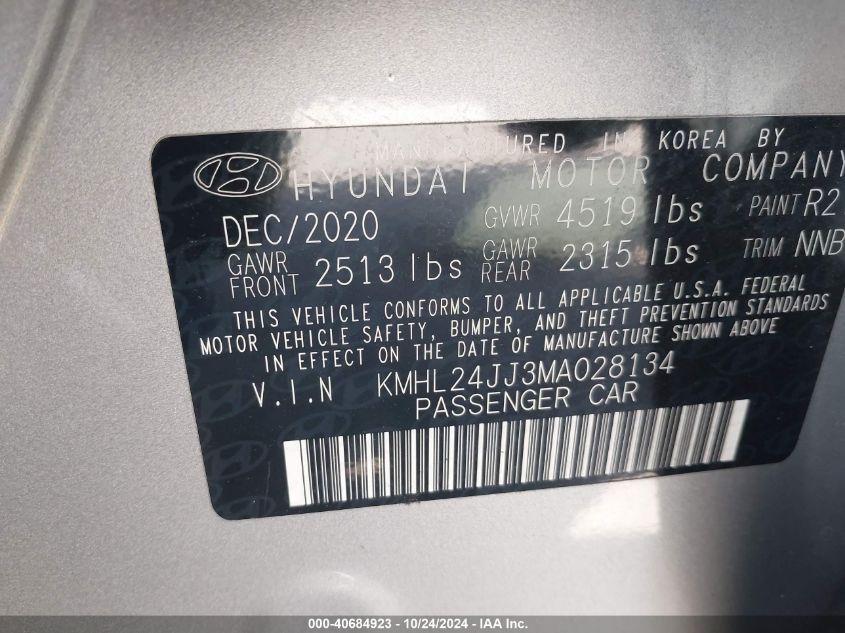 MANUFACTURED IN KOREA BY
HYUNDAI MOTOR COMPANY
DEC/2020 GVWR 4519 lbs PAINT R2
GAWR FRONT 2513 lbs GAWR REAR 2315 lbs TRIM NNB
THIS VEHICLE CONFORMS TO ALL APPLICABLE U.S.A. FEDERAL
MOTOR VEHICLE SAFETY, BUMPER, AND THEFT PREVENTION STANDARDS
IN EFFECT ON THE DATE OF MANUFACTURE SHOWN ABOVE
V.I.N KMHL24JJ3MA028134
PASSENGER CAR
000-40684923 - 10/24/2024 - IAA Inc.